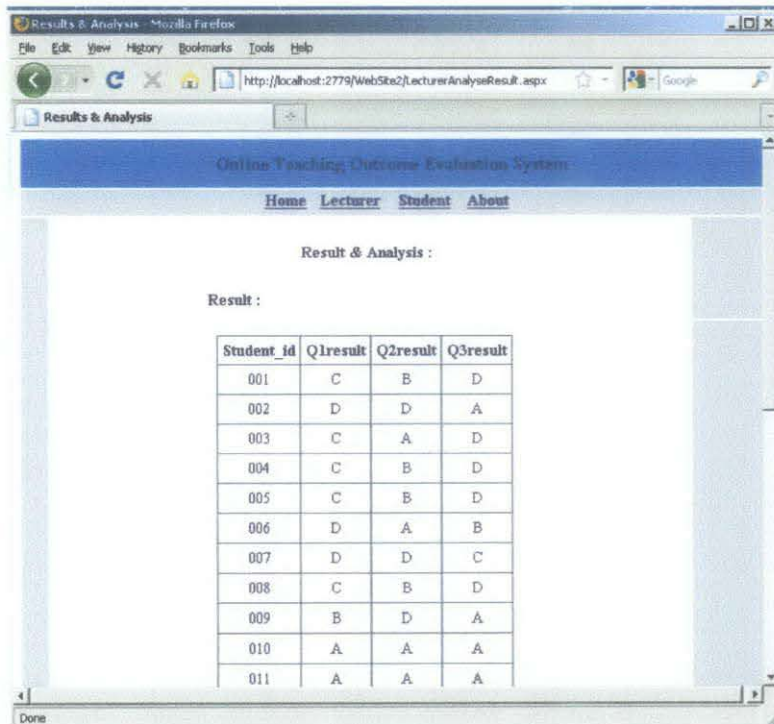 Results & Analysis - Mozilla Firefox
File Edit View History Bookmarks Tools Help
http://localhost:2779/WebSite2/LecturerAnalyseResult.aspx Google
Results & Analysis
Online Teaching Outcome Evaluation System
Home Lecturer Student About
Result & Analysis :
Result :
Student_id Q1result Q2result Q3result
001 C B D
002 D D A
003 C A D
004 C B D
005 C B D
006 D A B
007 D D C
008 C B D
009 B D A
010 A A A
011 A A A
Done